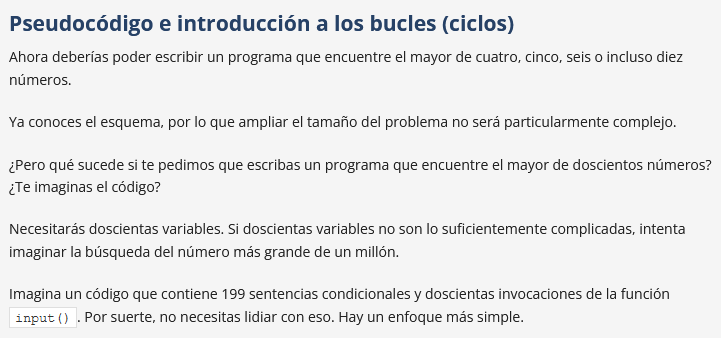 Pseudocódigo e introducción a los bucles (ciclos)
Ahora deberías poder escribir un programa que encuentre el mayor de cuatro, cinco, seis o incluso diez
números.
Ya conoces el esquema, por lo que ampliar el tamaño del problema no será particularmente complejo.
¿Pero qué sucede si te pedimos que escribas un programa que encuentre el mayor de doscientos números?
¿Te imaginas el código?
Necesitarás doscientas variables. Si doscientas variables no son lo suficientemente complicadas, intenta
imaginar la búsqueda del número más grande de un millón.
Imagina un código que contiene 199 sentencias condicionales y doscientas invocaciones de la función
input(). Por suerte, no necesitas lidiar con eso. Hay un enfoque más simple.